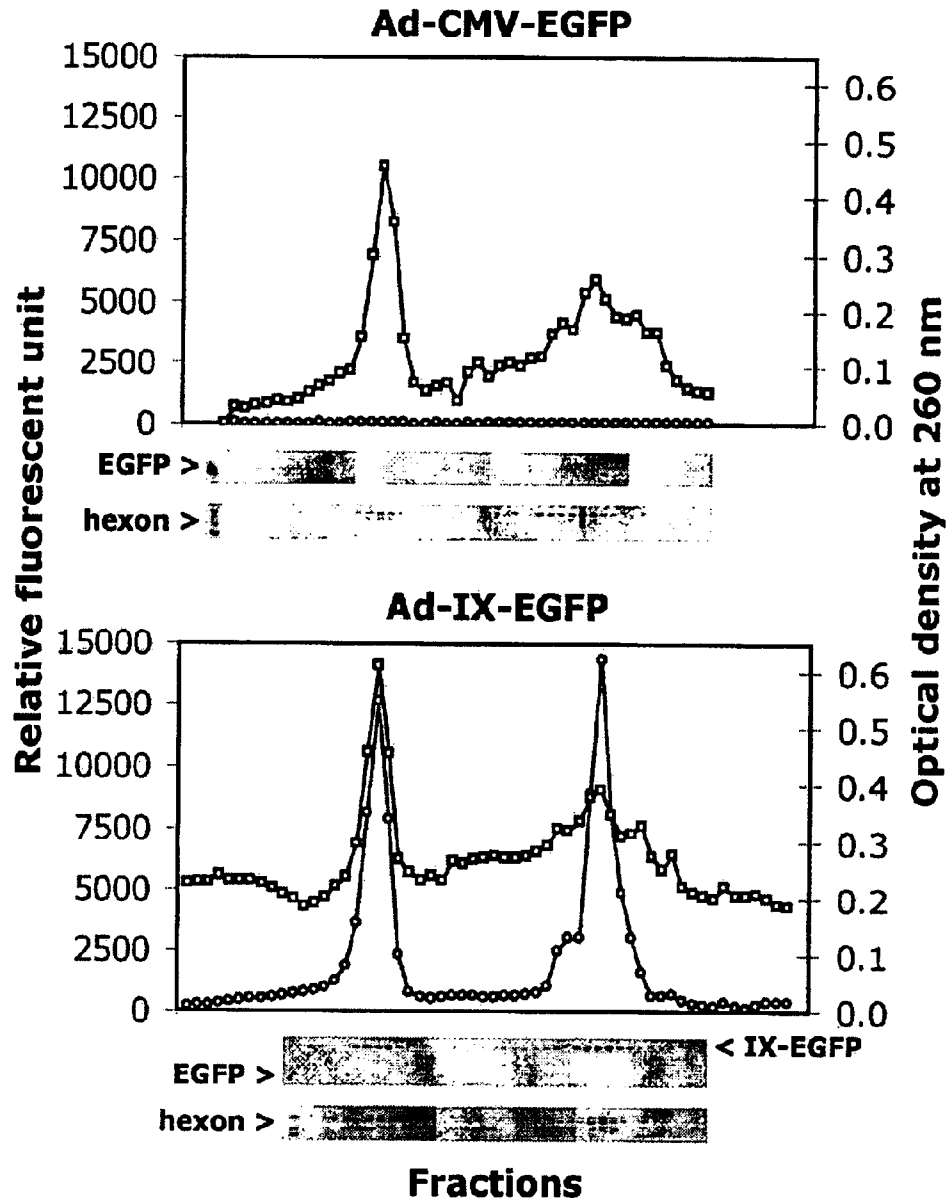 Ad-CMV-EGFP
15000
12500
10000
7500
5000
2500
0
0.6
0.5
0.4
0.3
0.2
0.1
0.0
EGFP >
hexon >
Relative fluorescent unit
Optical density at 260 nm
Ad-IX-EGFP
15000
12500
10000
7500
5000
2500
0
0.6
0.5
0.4
0.3
0.2
0.1
0.0
< IX-EGFP
EGFP >
hexon >
Fractions